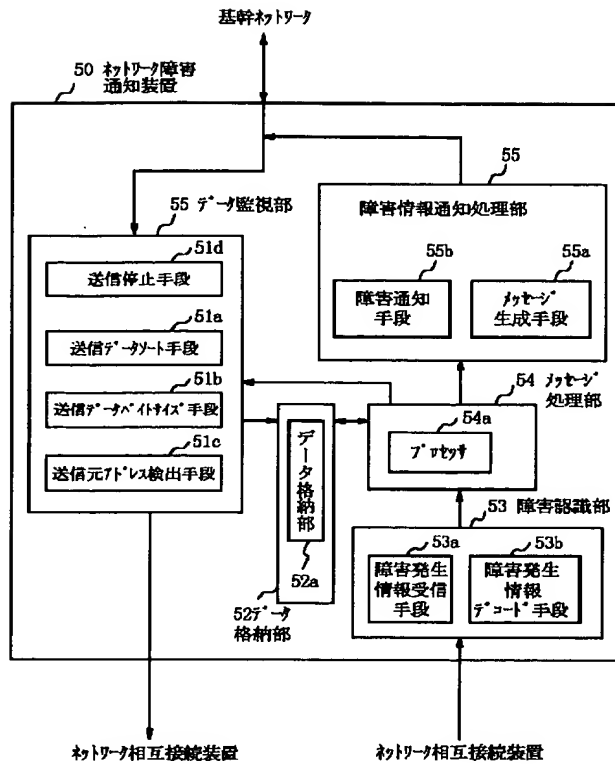 基幹ネットワーク
50 ネットワーク障害
通知装置
55
障害情報通知処理部
55 データ監視部
51d
送信停止手段
55b
障害通知
手段
55a
メッセージ
生成手段
51a
送信データソート手段
51b
送信データバイトサイズ手段
51c
送信元アドレス検出手段
54 メッセージ
処理部
54a
プロセッサ
データ格納部
52a
52データ
格納部
53 障害認識部
53a
障害発生
情報受信
手段
53b
障害発生
情報
デコード手段
ネットワーク相互接続装置
ネットワーク相互接続装置